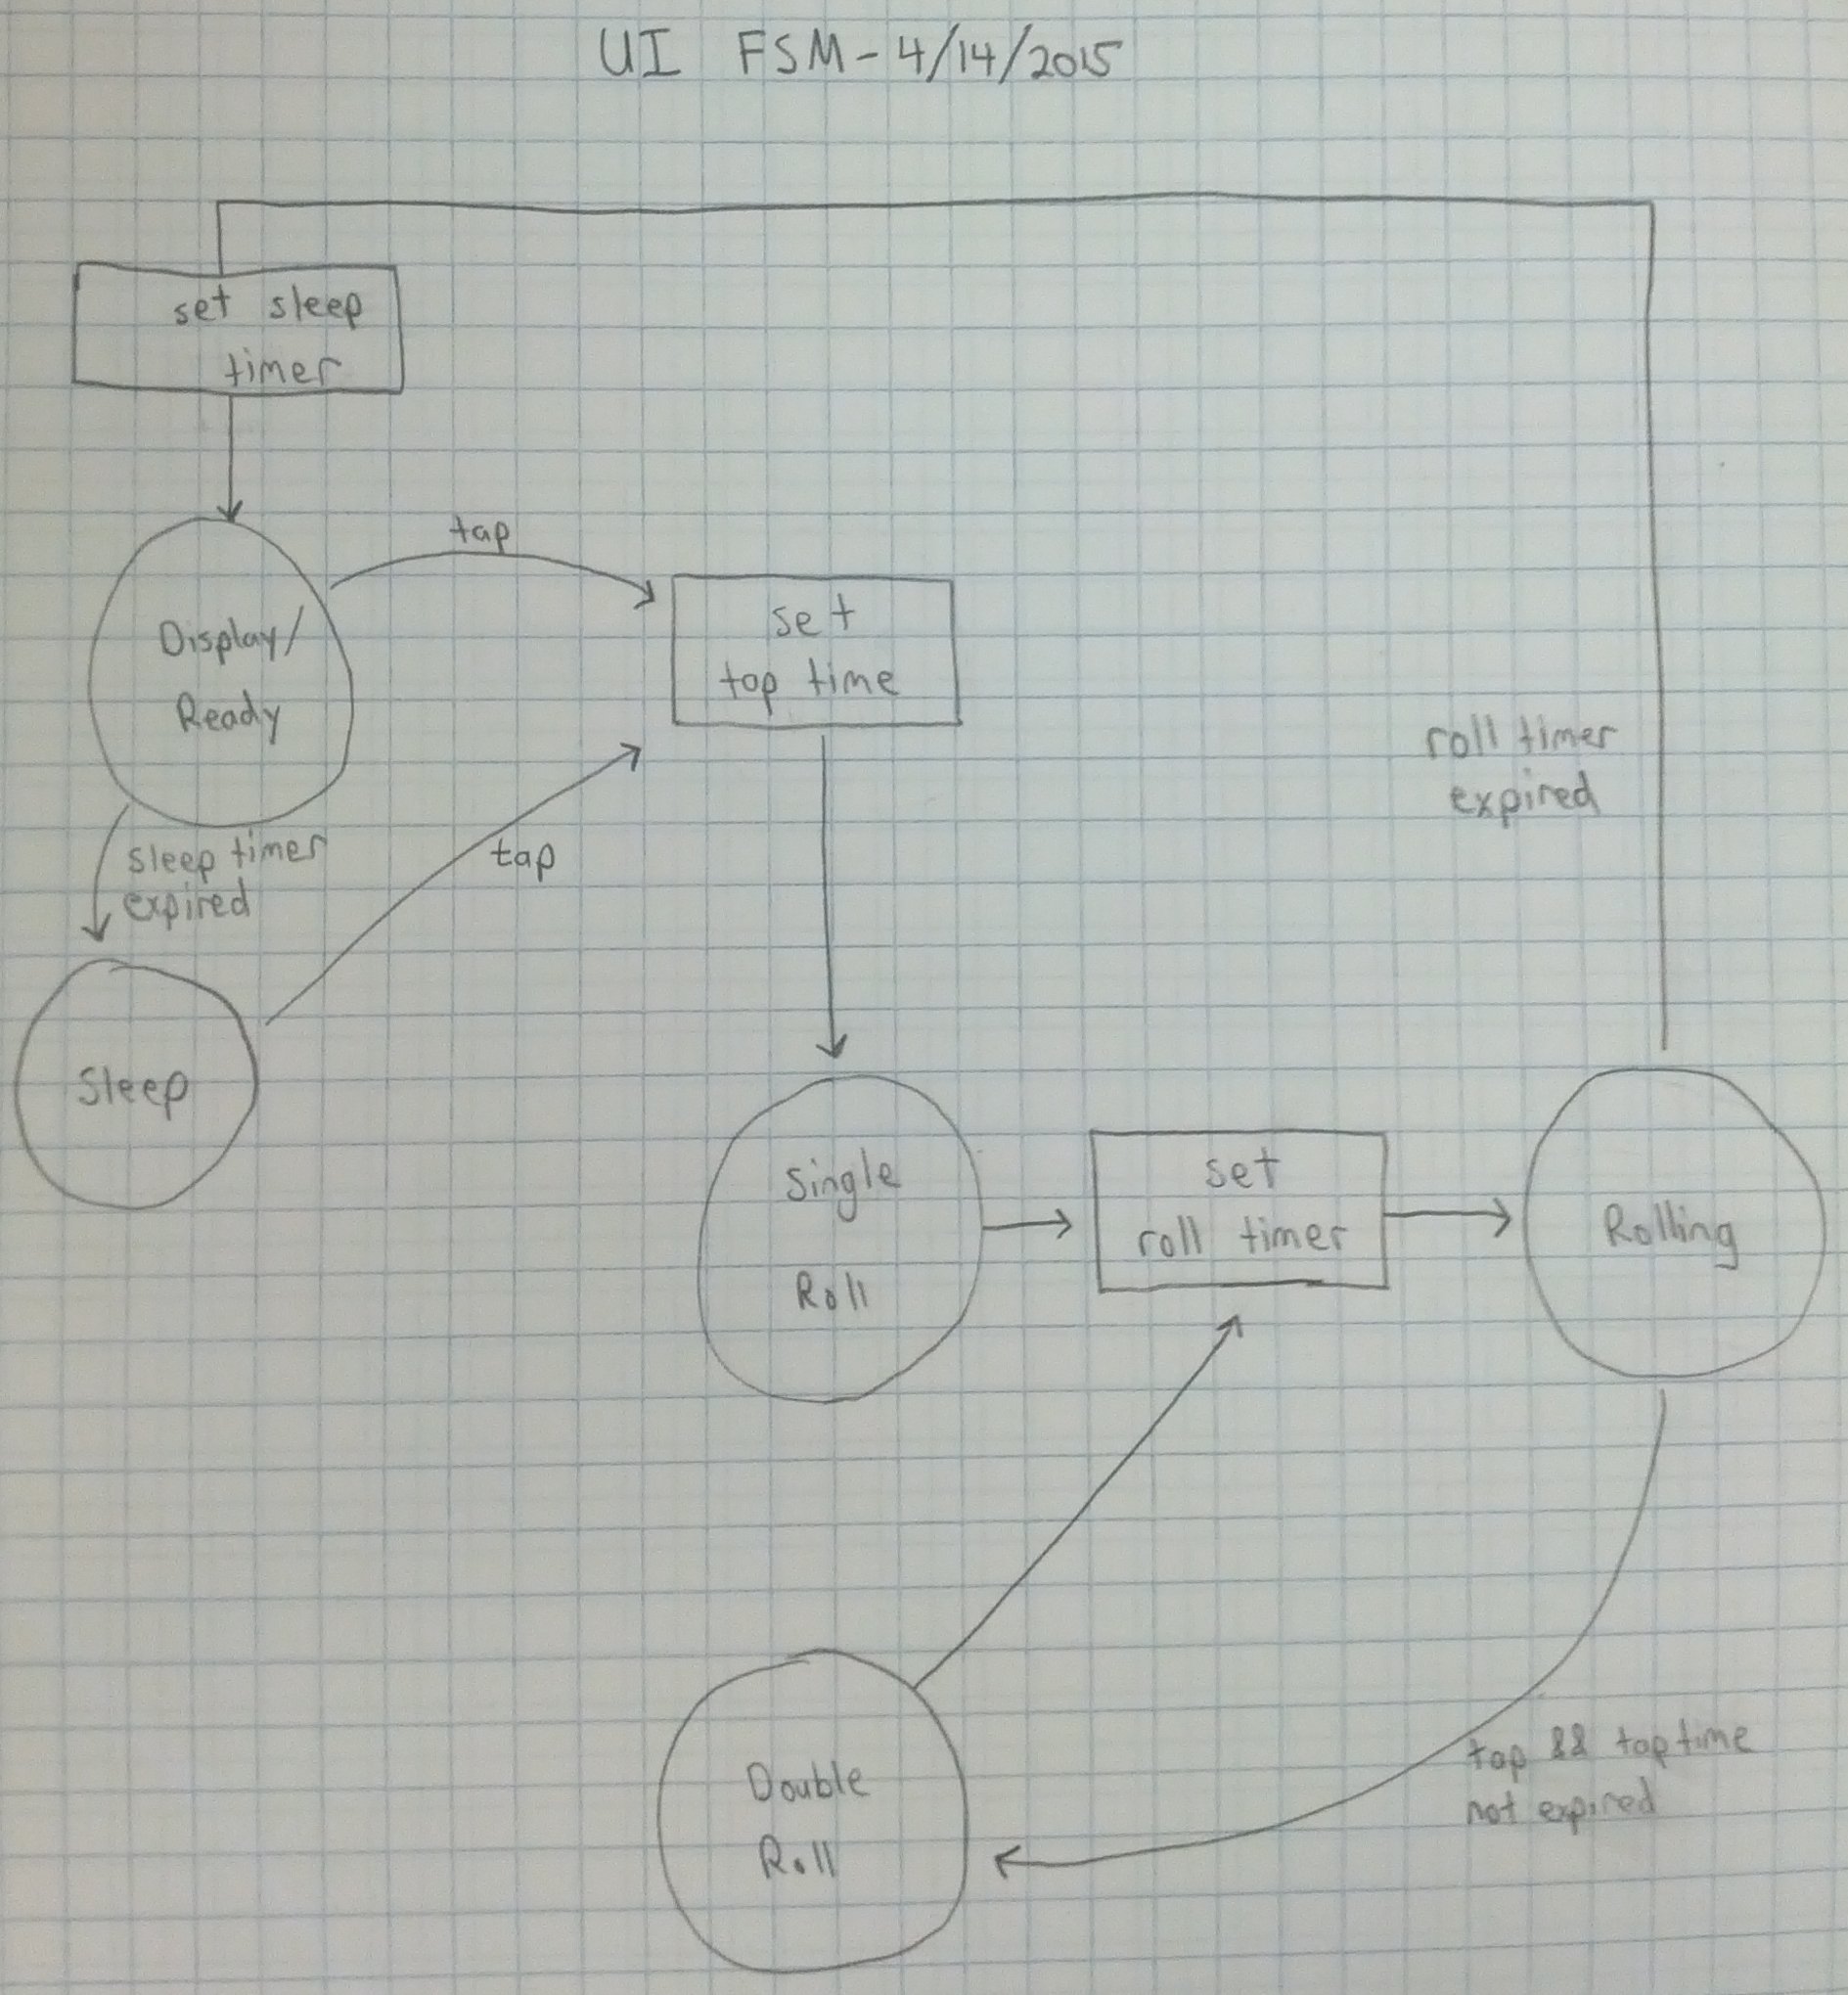 UI FSM - 4/14/2015
set sleep
timer
tap
Display/
Ready
set
tap time
roll timer
expired
sleep timer
expired
tap
Sleep
Single
Roll
set
roll timer
Rolling
tap && tap time
not expired
Double
Roll